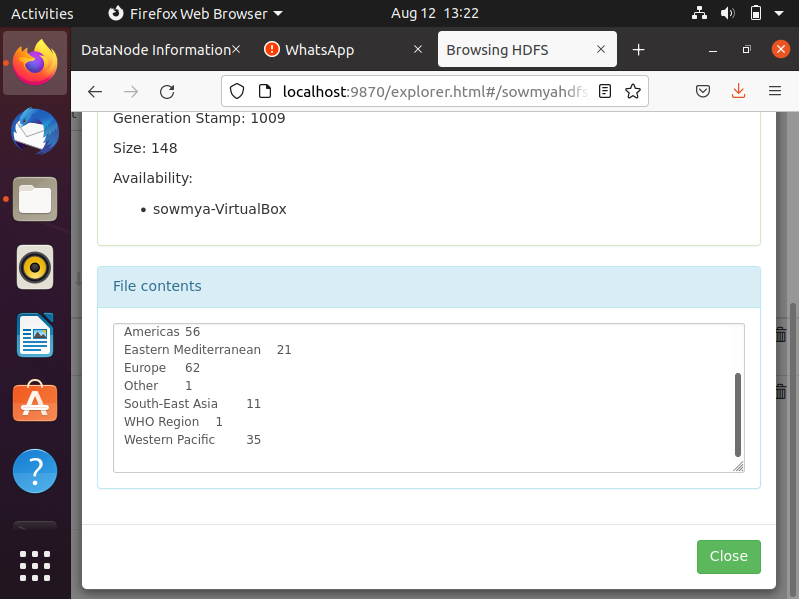 Activities Firefox Web Browser Aug 12 13:22
DataNode Information WhatsApp Browsing HDFS
localhost:9870/explorer.html#/sowmyahdfs
Generation Stamp: 1009
Size: 148
Availability:
• sowmya-VirtualBox
File contents
Americas 56
Eastern Mediterranean 21
Europe 62
Other 1
South-East Asia 11
WHO Region 1
Western Pacific 35
Close